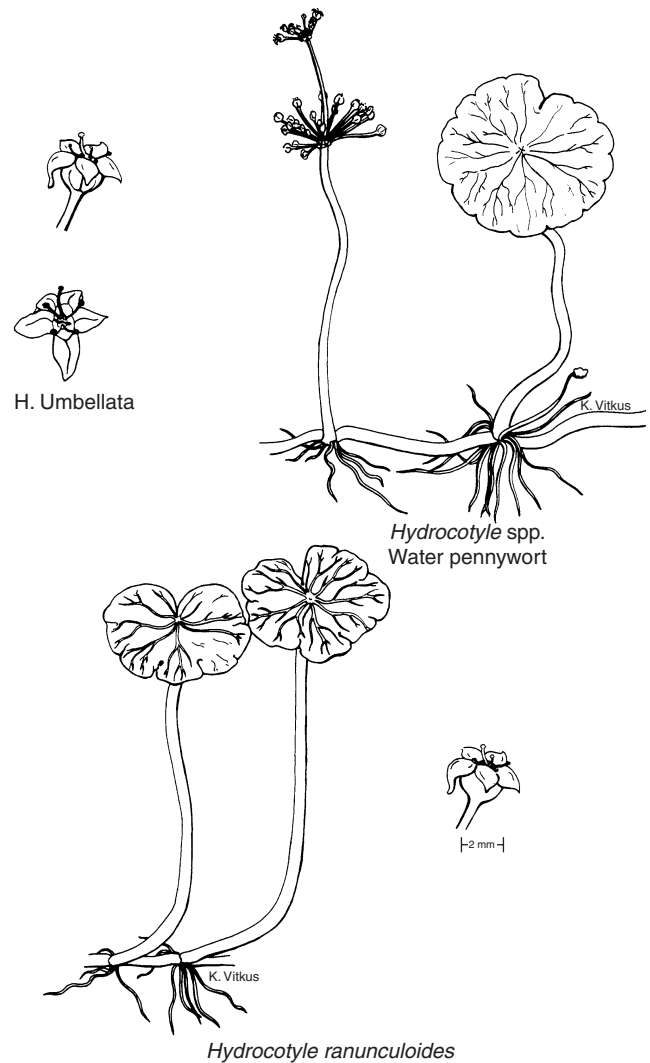 H. Umbellata
K. Vitkus
Hydrocotyle spp.
Water pennywort
2 mm
K. Vitkus
Hydrocotyle ranunculoides